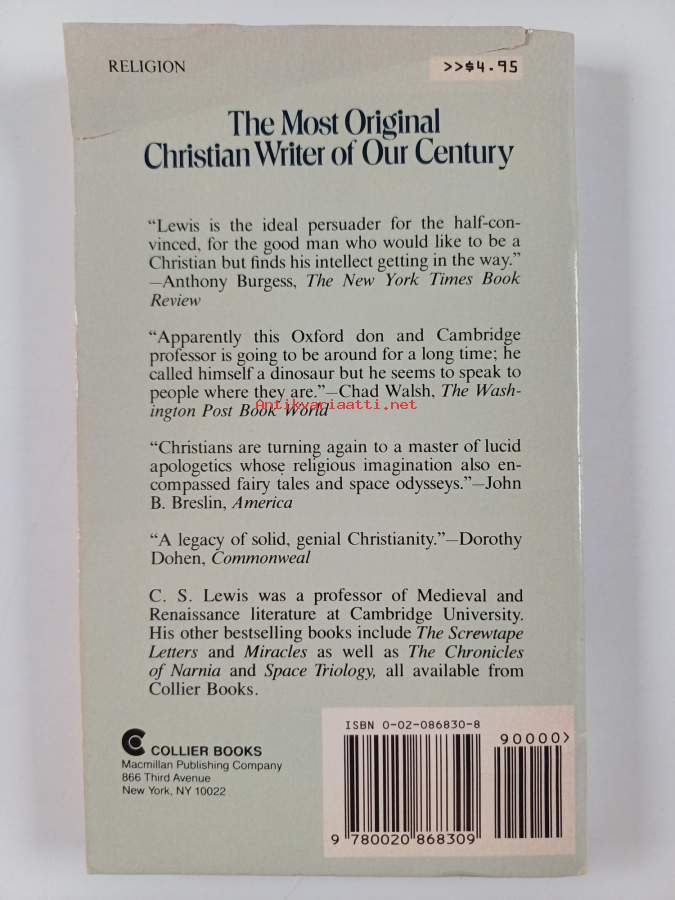 RELIGION
>>$4.95
The Most Original
Christian Writer of Our Century
“Lewis is the ideal persuader for the half-con-
vinced, for the good man who would like to be a
Christian but finds his intellect getting in the way.”
—Anthony Burgess, The New York Times Book
Review
“Apparently this Oxford don and Cambridge
professor is going to be around for a long time; he
called himself a dinosaur but he seems to speak to
people where they are.”—Chad Walsh, The Wash-
ington Post Book World
Antikvariaatti.net
“Christians are turning again to a master of lucid
apologetics whose religious imagination also en-
compassed fairy tales and space odysseys.”—John
B. Breslin, America
“A legacy of solid, genial Christianity.”—Dorothy
Dohen, Commonweal
C. S. Lewis was a professor of Medieval and
Renaissance literature at Cambridge University.
His other bestselling books include The Screwtape
Letters and Miracles as well as The Chronicles
of Narnia and Space Triology, all available from
Collier Books.
ISBN 0-02-086830-8
90000>
9 780020 868309
COLLIER BOOKS
Macmillan Publishing Company
866 Third Avenue
New York, NY 10022